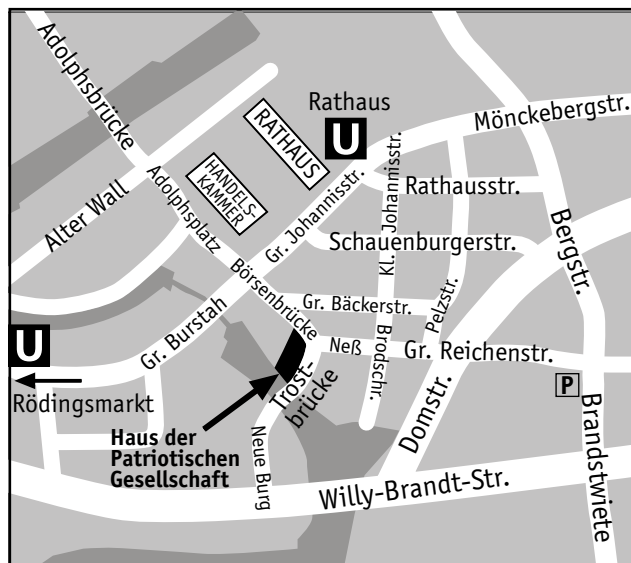 Adolphsbrücke
Rathaus
U
Mönckebergstr.
RATHAUS
HANDELS
KAMMER
Alter Wall
Adolphsplatz
Gr. Johannisstr.
Kl. Johannisstr.
Rathausstr.
Schauenburgerstr.
Bergstr.
Börsenbrücke
Gr. Bäckerstr.
Pelzstr.
U
Gr. Burstah
Neß
Brodschr.
Gr. Reichenstr.
Rödingsmarkt
Trost-
brücke
P
Haus der
Patriotischen
Gesellschaft
Neue Burg
Domstr.
Brandstwiete
Willy-Brandt-Str.